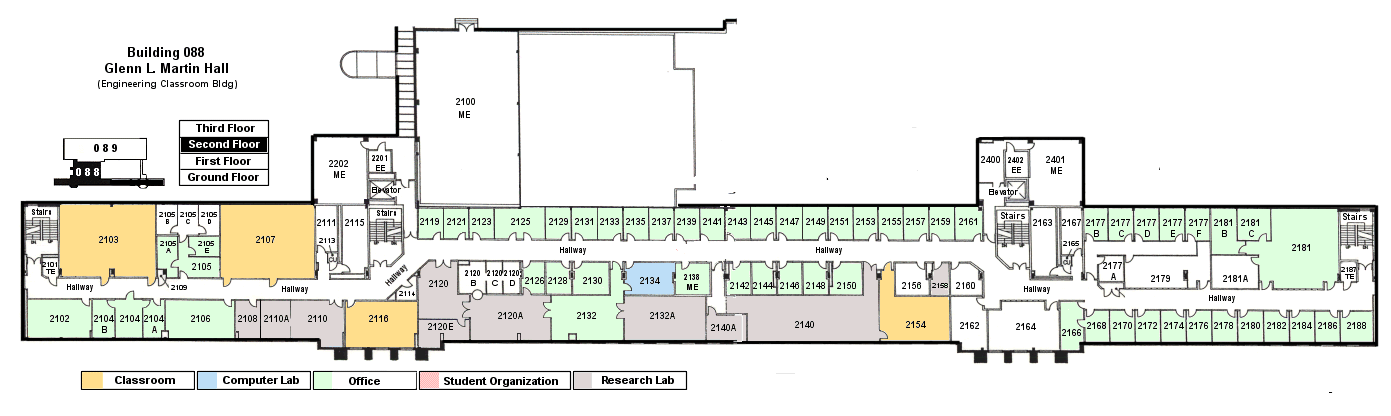 Building 088
Glenn L. Martin Hall
(Engineering Classroom Bldg)
Third Floor
Second Floor
First Floor
Ground Floor
0 8 9
0 8 8
2100
ME
2202
ME
2201
EE
Elevator
2400
2402
EE
2401
ME
Elevator
Stairs
2103
2105
B
2105
C
2105
D
2105
A
2105
E
2105
2107
2111
2113
CU
2115
Stairs
2119
2121
2123
2125
2129
2131
2133
2135
2137
2139
2141
2143
2145
2147
2149
2151
2153
2155
2157
2159
2161
Stairs
2163
2167
2165
CU
2177
B
2177
C
2177
D
2177
E
2177
F
2181
B
2181
C
2181
Stairs
2101
TE
Hallway
2109
Hallway
Hallway
Hallway
Hallway
2114
2120
2120
B
2120
C
2120
D
2126
2128
2130
2134
2138
ME
2142
2144
2146
2148
2150
2156
2158
2160
Hallway
2177
A
2179
2181A
Hallway
2187
TE
2102
2104
B
2104
2104
A
2106
2108
2110A
2110
2116
2120E
2120A
2132
2132A
2140A
2140
2154
2162
2164
2166
2168
2170
2172
2174
2176
2178
2180
2182
2184
2186
2188
Classroom
Computer Lab
Office
Student Organization
Research Lab